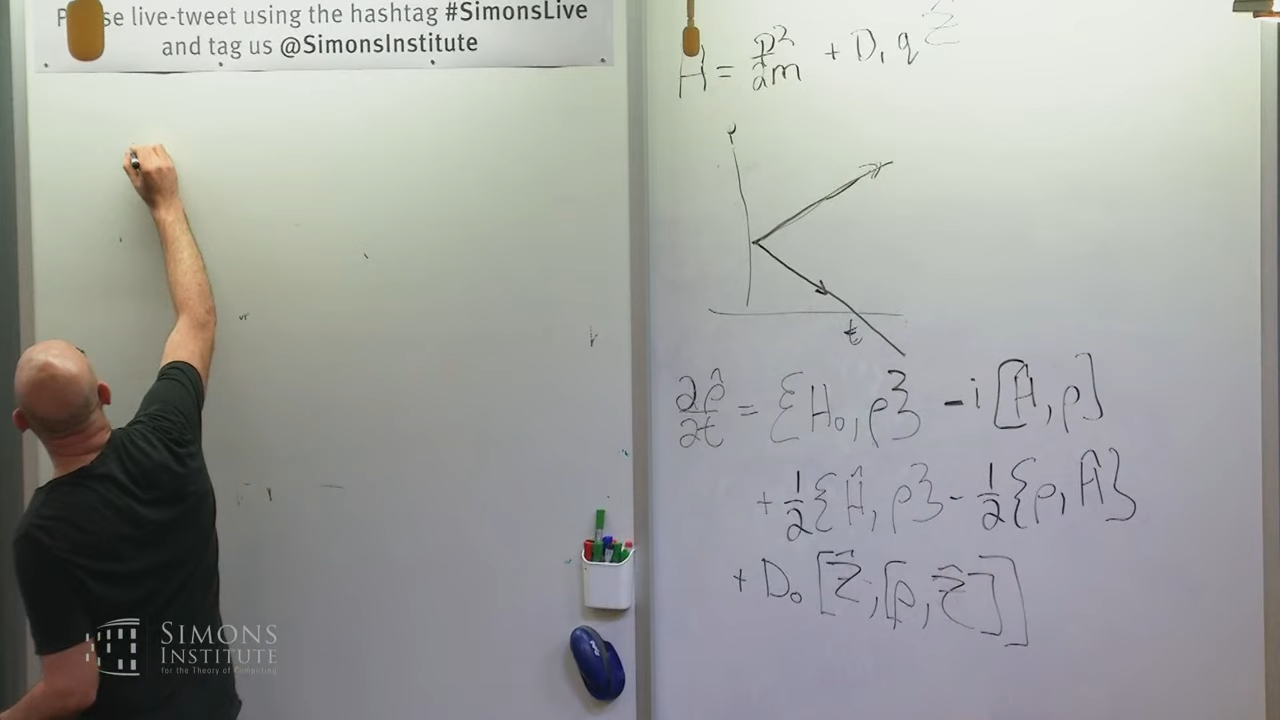 se live-tweet using the hashtag #SimonsLive
and tag us @SimonsInstitute
Ĥ = p²/2m + D₁ q Ẑ
t
∂ρ̂/∂t = {H₀, ρ} - i[Ĥ, ρ]
+ ½{Ĥ, ρ} - ½{ρ, Ĥ}
+ D₀ [Ẑ, [ρ, Ẑ]]
SIMONS
INSTITUTE
for the Theory of Computing